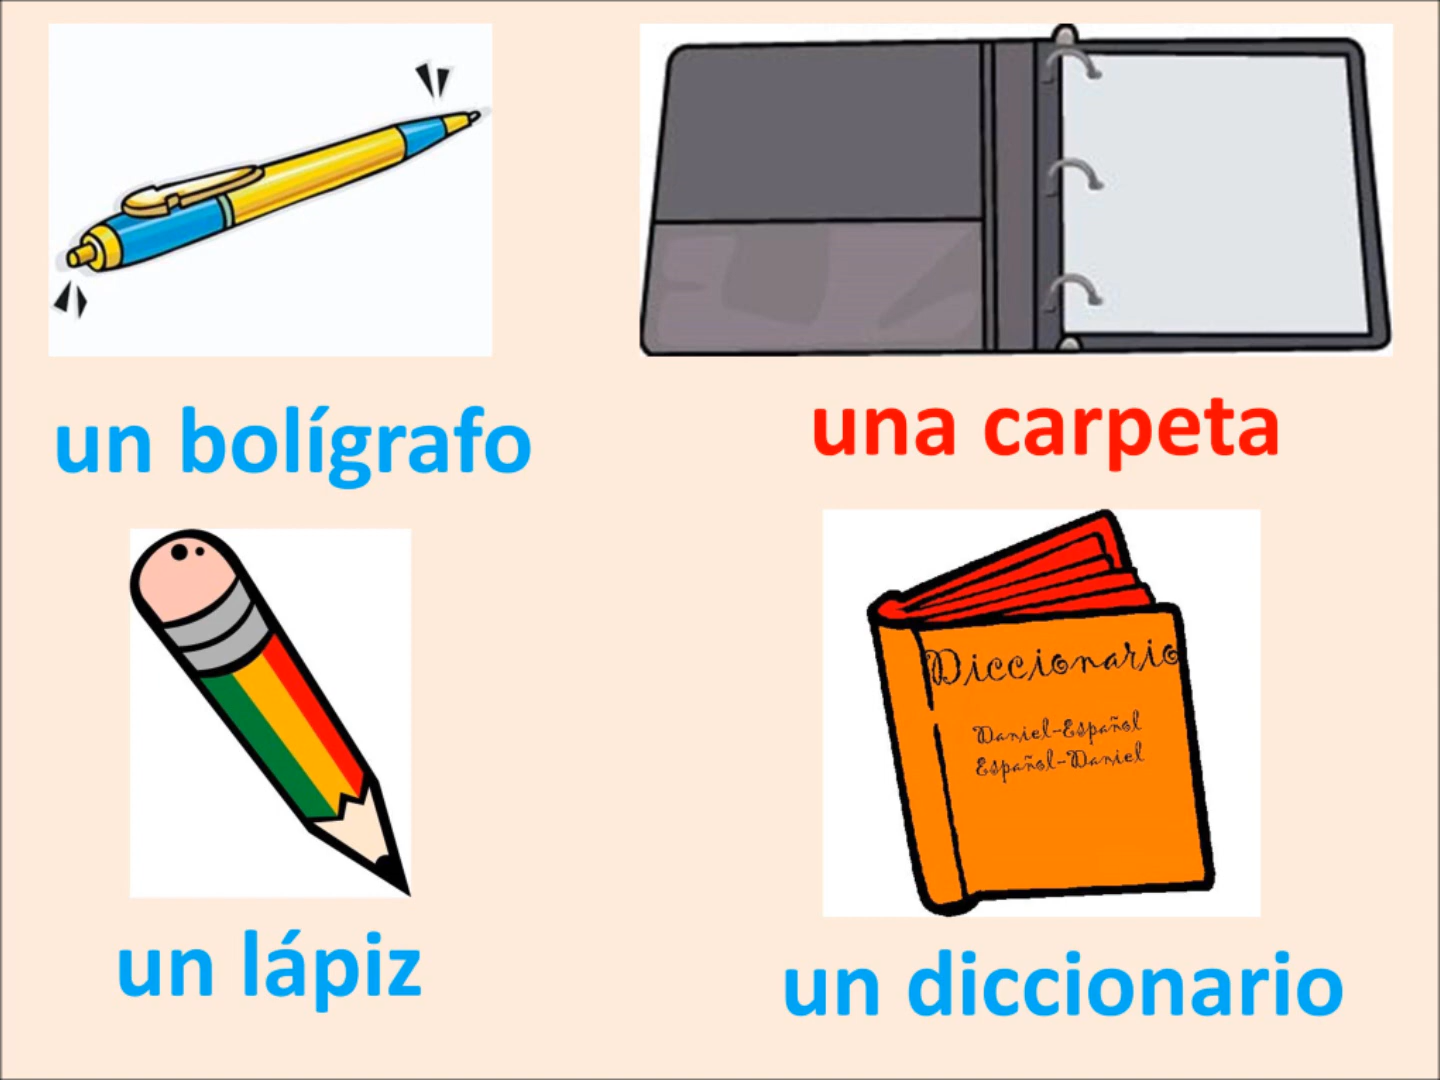 un bolígrafo
una carpeta
Diccionario
Daniel-Español
Español-Daniel
un lápiz
un diccionario